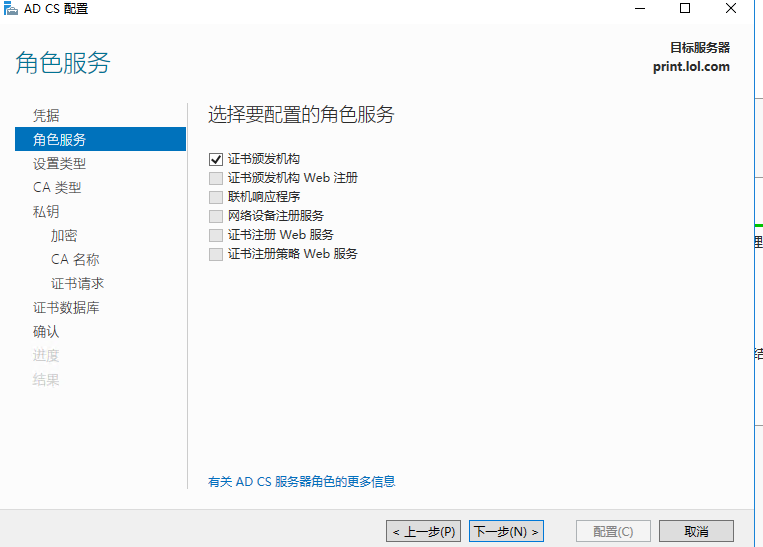 AD CS 配置
角色服务
目标服务器
print.lol.com
凭据
角色服务
设置类型
CA 类型
私钥
加密
CA 名称
证书请求
证书数据库
确认
进度
结果
选择要配置的角色服务
证书颁发机构
证书颁发机构 Web 注册
联机响应程序
网络设备注册服务
证书注册 Web 服务
证书注册策略 Web 服务
有关 AD CS 服务器角色的更多信息
< 上一步(P)
下一步(N) >
配置(C)
取消